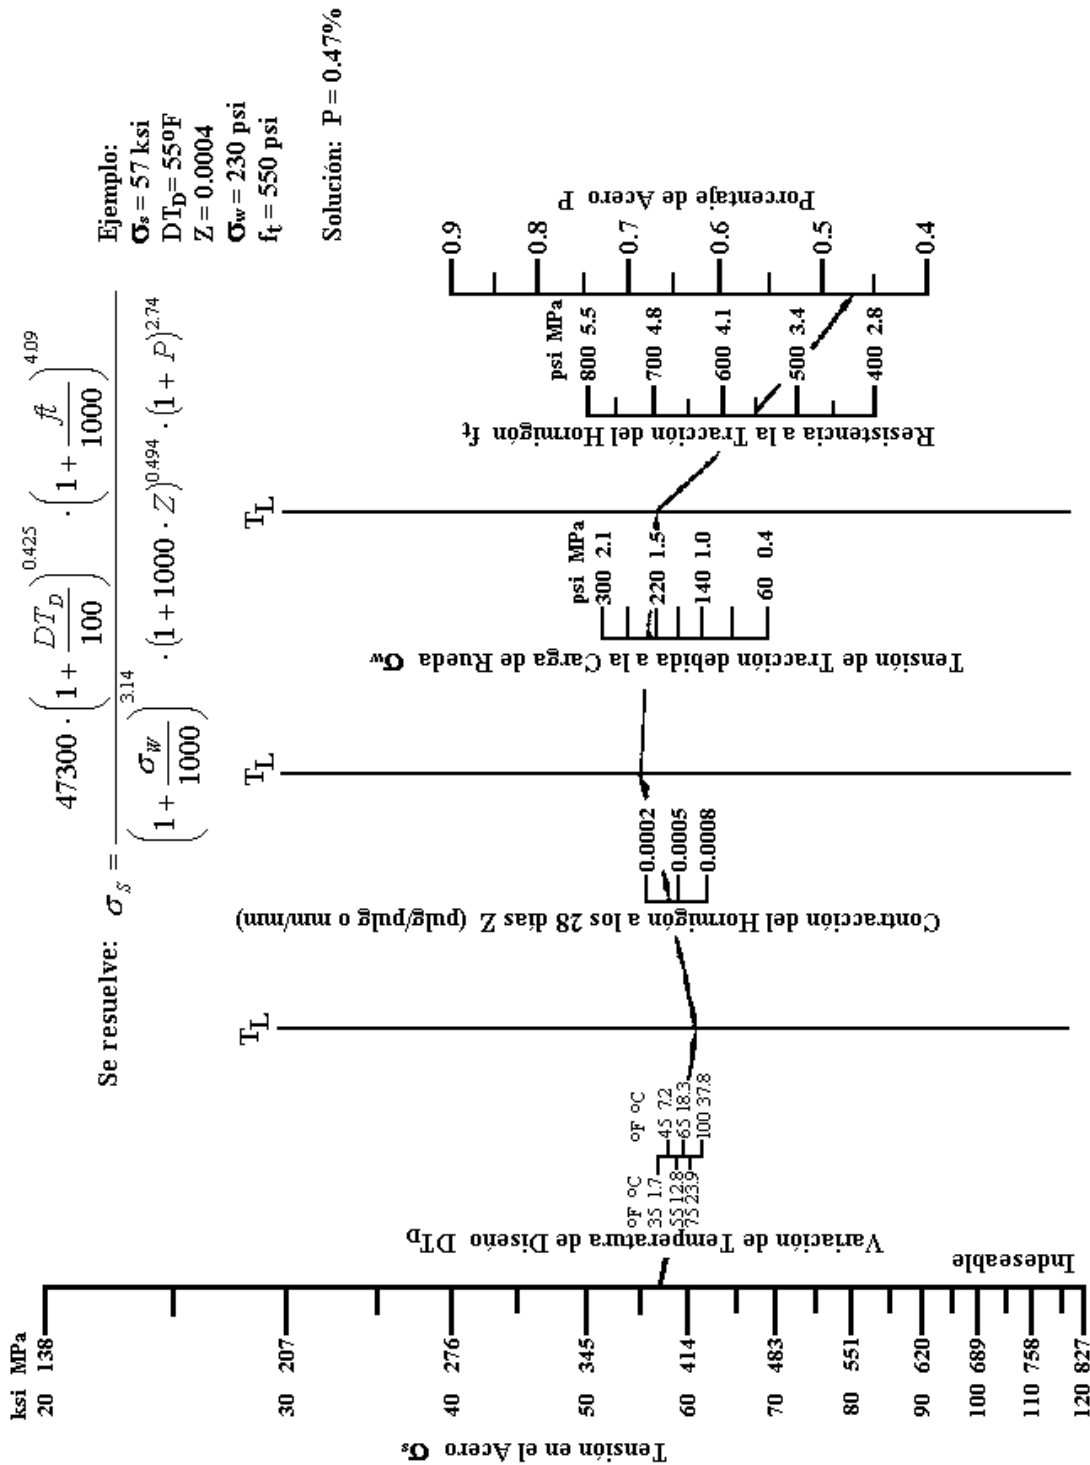 Se resuelve: σS = 47300 · (1 + DTD/100)^0.425 · (1 + ft/1000)^4.09 / (1 + σW/1000)^3.14 · (1 + 1000 · Z)^0.494 · (1 + P)^2.74
Ejemplo:
σs = 57 ksi
DTD= 55ºF
Z = 0.0004
σw = 230 psi
ft = 550 psi
Solución: P = 0.47%
TL
TL
TL
ksi MPa
20 138
30 207
40 276
50 345
60 414
70 483
80 551
90 620
100 689
110 758
120 827
Tensión en el Acero σs
Indeseable
Variación de Temperatura de Diseño DTD
ºF ºC
35 1.7
55 12.8
75 23.9
ºF ºC
45 7.2
65 18.3
100 37.8
Contracción del Hormigón a los 28 días Z (pulg/pulg o mm/mm)
0.0002
0.0005
0.0008
Tensión de Tracción debida a la Carga de Rueda σw
psi MPa
300 2.1
220 1.5
140 1.0
60 0.4
Resistencia a la Tracción del Hormigón ft
psi MPa
800 5.5
700 4.8
600 4.1
500 3.4
400 2.8
Porcentaje de Acero P
0.9
0.8
0.7
0.6
0.5
0.4